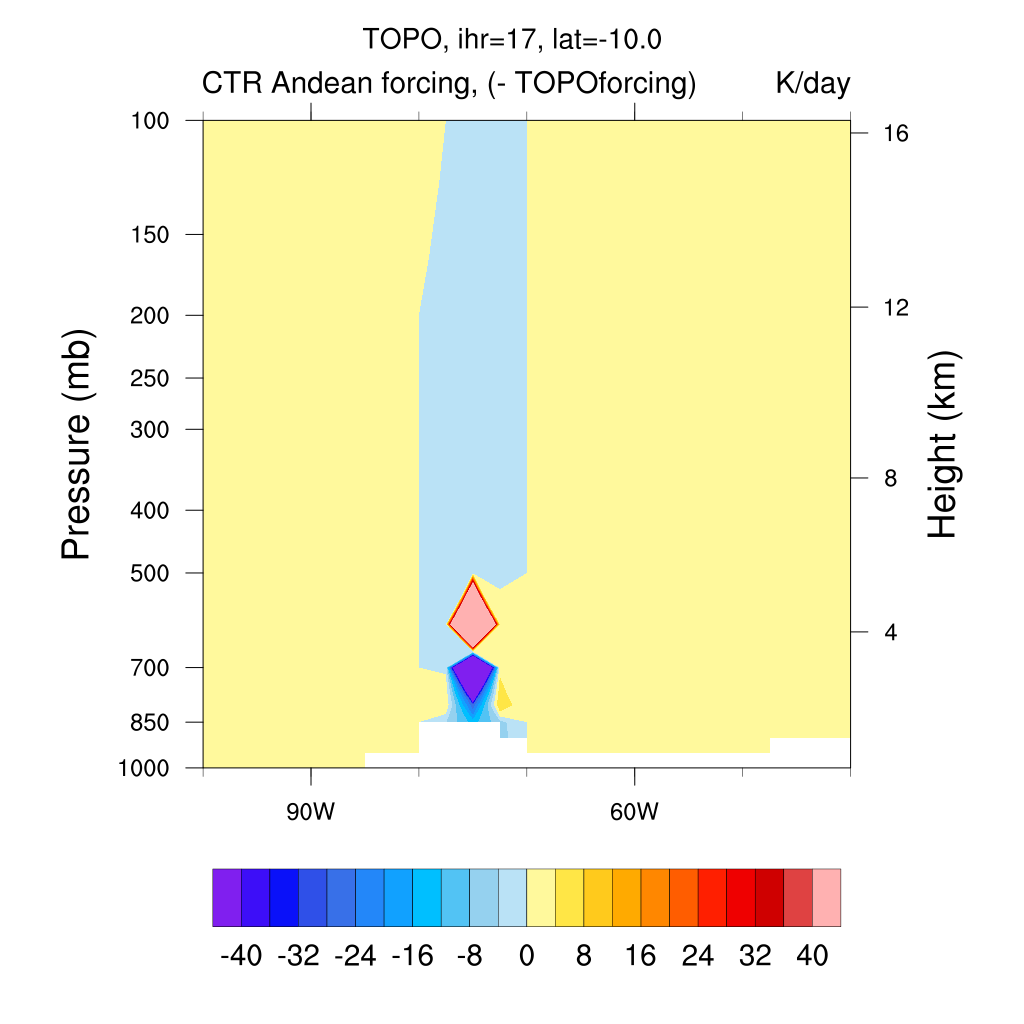 TOPO, ihr=17, lat=-10.0
CTR Andean forcing, (- TOPOforcing) K/day
100
150
200
250
300
400
500
700
850
1000
Pressure (mb)
16
12
8
4
Height (km)
90W 60W
-40 -32 -24 -16 -8 0 8 16 24 32 40